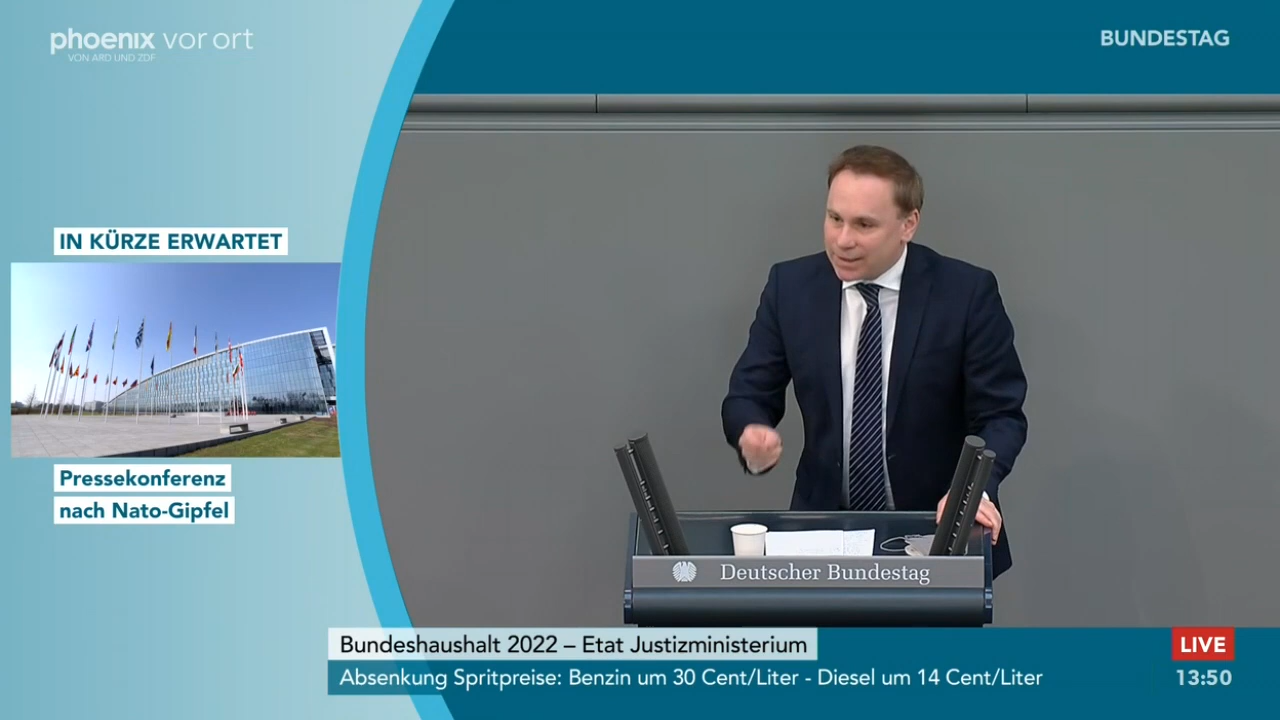 phoenix vor ort
VON ARD UND ZDF
BUNDESTAG
IN KÜRZE ERWARTET
Pressekonferenz
nach Nato-Gipfel
Deutscher Bundestag
Bundeshaushalt 2022 – Etat Justizministerium
Absenkung Spritpreise: Benzin um 30 Cent/Liter - Diesel um 14 Cent/Liter
LIVE
13:50